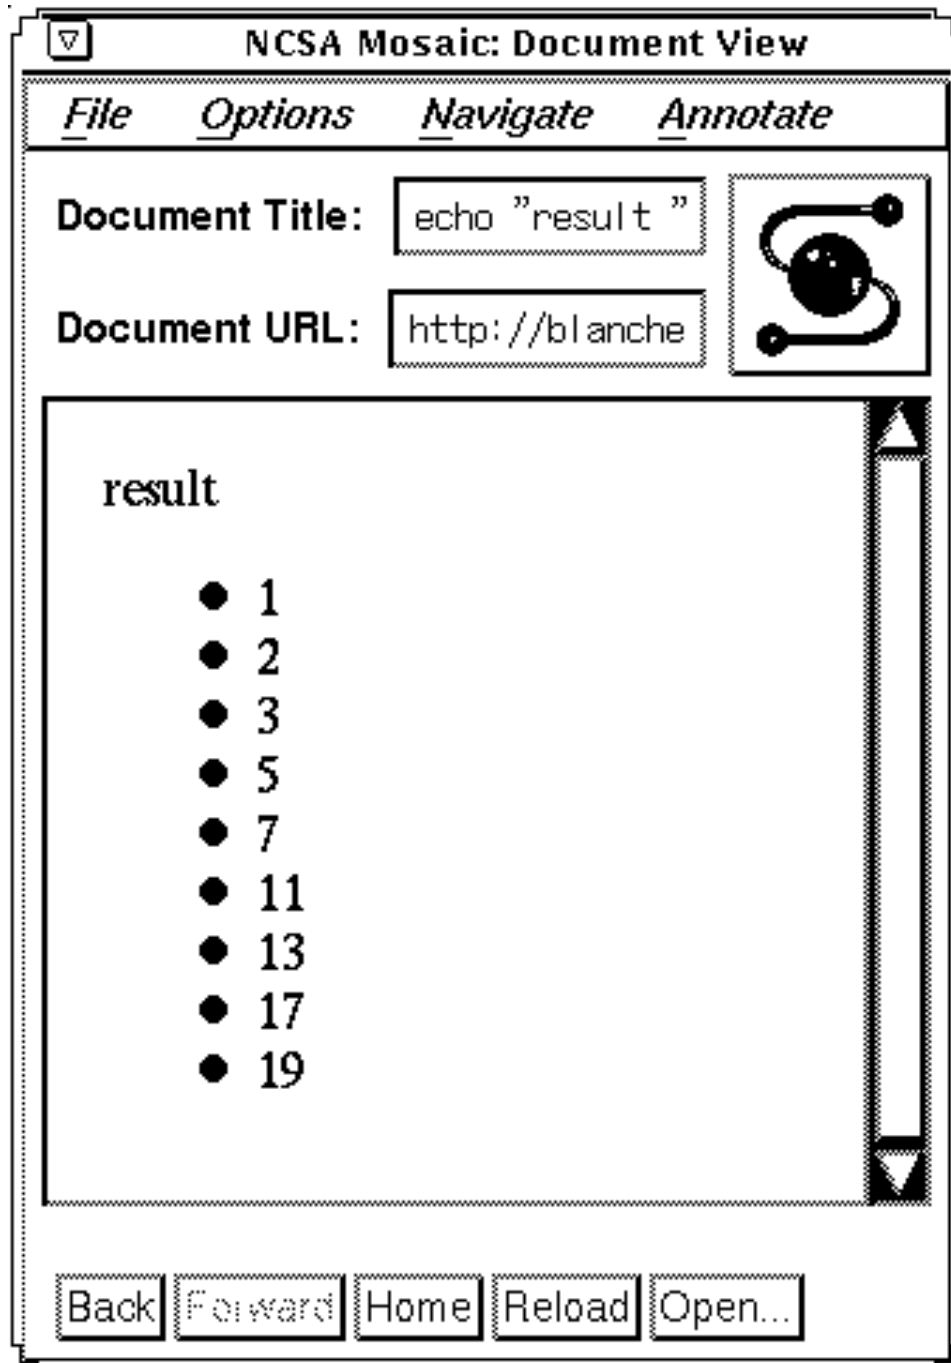 NCSA Mosaic: Document View
File Options Navigate Annotate
Document Title: echo "result "
Document URL: http://blanche
result
● 1
● 2
● 3
● 5
● 7
● 11
● 13
● 17
● 19
Back Forward Home Reload Open...